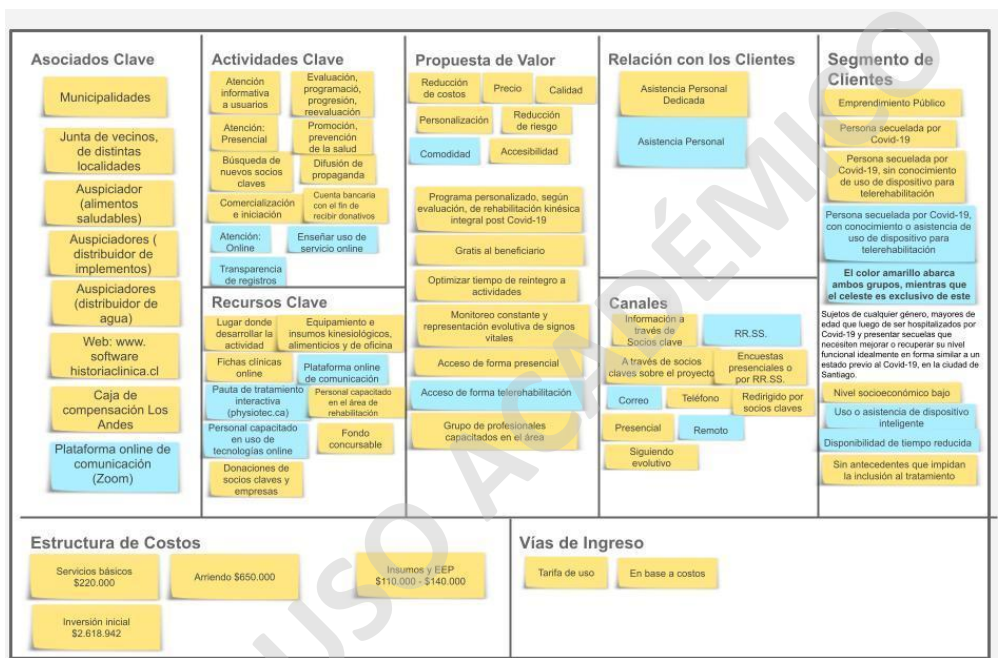 Asociados Clave
Municipalidades
Junta de vecinos,
de distintas
localidades
Auspiciador
(alimentos
saludables)
Auspiciadores (
distribuidor de
implementos)
Auspiciadores
(distribuidor de
agua)
Web: www.
software
historiaclinica.cl
Caja de
compensación Los
Andes
Plataforma online de
comunicación
(Zoom)
Actividades Clave
Atención
informativa
a usuarios
Evaluación,
programació,
progresión,
reevaluación
Atención:
Presencial
Promoción,
prevención
de la salud
Búsqueda de
nuevos socios
claves
Difusión de
propaganda
Comercialización
e iniciación
Cuenta bancaria
con el fin de
recibir donativos
Atención:
Online
Enseñar uso de
servicio online
Transparencia
de registros
Recursos Clave
Lugar donde
desarrollar la
actividad
Equipamiento e
insumos kinesiológicos,
alimenticios y de oficina
Fichas clínicas
online
Plataforma online
de comunicación
Pauta de tratamiento
interactiva
(physiotec.ca)
Personal capacitado
en el área de
rehabilitación
Personal capacitado
en uso de
tecnologías online
Fondo
concursable
Donaciones de
socios claves y
empresas
Propuesta de Valor
Reducción
de costos
Precio
Calidad
Personalización
Reducción
de riesgo
Comodidad
Accesibilidad
Programa personalizado, según
evaluación, de rehabilitación kinésica
integral post Covid-19
Gratis al beneficiario
Optimizar tiempo de reintegro a
actividades
Monitoreo constante y
representación evolutiva de signos
vitales
Acceso de forma presencial
Acceso de forma telerehabilitación
Grupo de profesionales
capacitados en el área
Relación con los Clientes
Asistencia Personal
Dedicada
Asistencia Personal
Canales
Información a
través de
Socios clave
RR.SS.
A través de socios
claves sobre el proyecto
Encuestas
presenciales o
por RR.SS.
Correo
Teléfono
Redirigido por
socios claves
Presencial
Remoto
Siguiendo
evolutivo
Segmento de
Clientes
Emprendimiento Público
Persona secuelada por
Covid-19
Persona secuelada por
Covid-19, sin conocimiento
de uso de dispositivo para
telerehabilitación
Persona secuelada por Covid-19,
con conocimiento o asistencia de
uso de dispositivo para
telerehabilitación
El color amarillo abarca
ambos grupos, mientras que
el celeste es exclusivo de este
Sujetos de cualquier género, mayores de
edad que luego de ser hospitalizados por
Covid-19 y presentar secuelas que
necesiten mejorar o recuperar su nivel
funcional idealmente en forma similar a un
estado previo al Covid-19, en la ciudad de
Santiago.
Nivel socioeconómico bajo
Uso o asistencia de dispositivo
inteligente
Disponibilidad de tiempo reducida
Sin antecedentes que impidan
la inclusión al tratamiento
Estructura de Costos
Servicios básicos
$220.000
Arriendo $650.000
Insumos y EEP
$110.000 - $140.000
Inversión inicial
$2.618.942
Vías de Ingreso
Tarifa de uso
En base a costos
USO ACADÉMICO